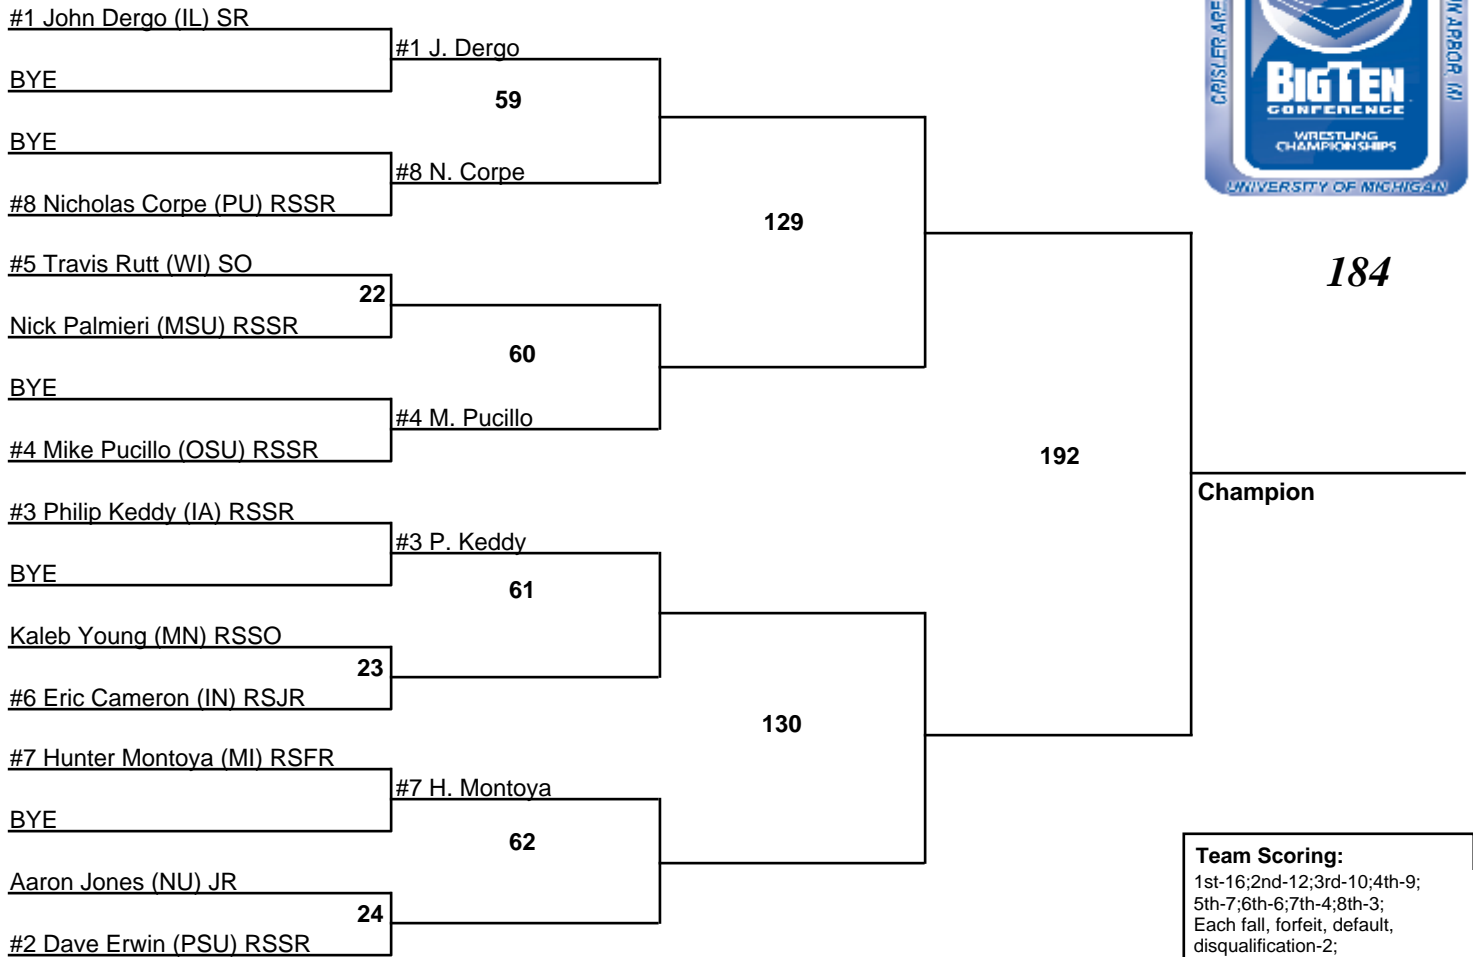 #1 John Dergo (IL) SR
BYE
#1 J. Dergo
59
BYE
#8 Nicholas Corpe (PU) RSSR
#8 N. Corpe
129
#5 Travis Rutt (WI) SO
22
Nick Palmieri (MSU) RSSR
60
BYE
#4 Mike Pucillo (OSU) RSSR
#4 M. Pucillo
192
#3 Philip Keddy (IA) RSSR
BYE
#3 P. Keddy
61
Kaleb Young (MN) RSSO
23
#6 Eric Cameron (IN) RSJR
130
#7 Hunter Montoya (MI) RSFR
BYE
#7 H. Montoya
62
Aaron Jones (NU) JR
24
#2 Dave Erwin (PSU) RSSR
Champion
CRISLER ARE
BIGTEN
CONFERENCE
WRESTLING
CHAMPIONSHIPS
UNIVERSITY OF MICHIGAN
N ARBOR, MI
184
Team Scoring:
1st-16;2nd-12;3rd-10;4th-9;
5th-7;6th-6;7th-4;8th-3;
Each fall, forfeit, default,
disqualification-2;